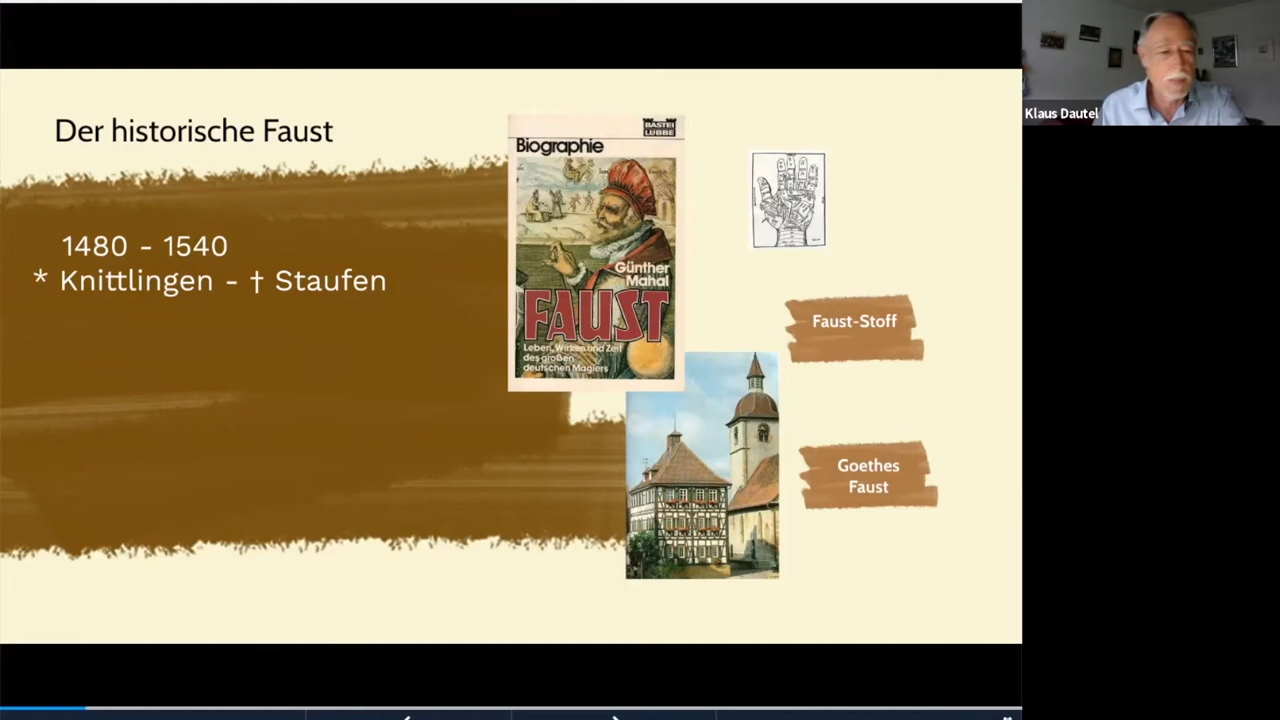 Der historische Faust
1480 - 1540
* Knittlingen - † Staufen
BASTEI
LÜBBE
Biographie
Günther
Mahal
FAUST
Leben, Wirken und Zeit
des großen
deutschen Magiers
Faust-Stoff
Goethes
Faust
Klaus Dautel